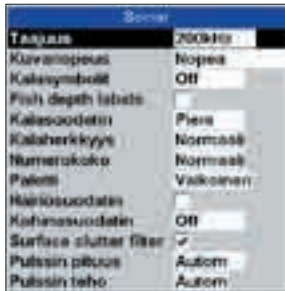 Sonar
Taajuus 200kHz
Kuvanopeus Nopea
Kalasymbolit Off
Fish depth labels
Kalasuodatin Pieni
Kalaherkkyys Normaali
Numerokoko Normaali
Paletti Valkoinen
Häiriösuodatin
Kohinasuodatin Off
Surface clutter filter
Pulssin pituus Autom
Pulssin teho Autom